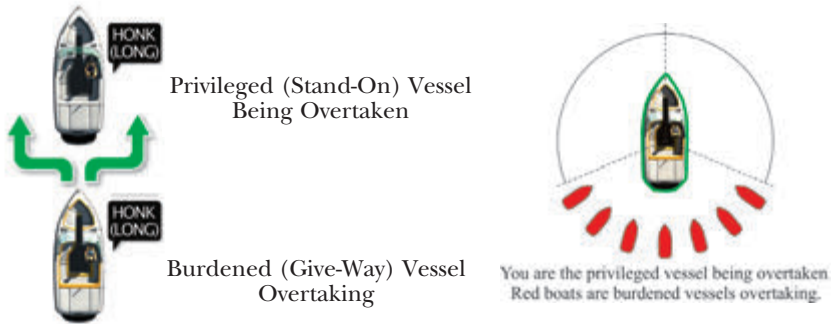 HONK
(LONG)
Privileged (Stand-On) Vessel
Being Overtaken
HONK
(LONG)
Burdened (Give-Way) Vessel
Overtaking
You are the privileged vessel being overtaken
Red boats are burdened vessels overtaking.